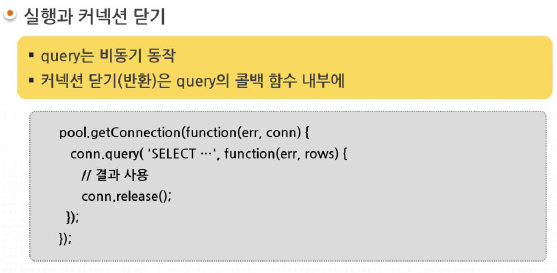 실행과 커넥션 닫기
▪ query는 비동기 동작
▪ 커넥션 닫기(반환)은 query의 콜백 함수 내부에
pool.getConnection(function(err, conn) {
conn.query( 'SELECT …', function(err, rows) {
// 결과 사용
conn.release();
});
});